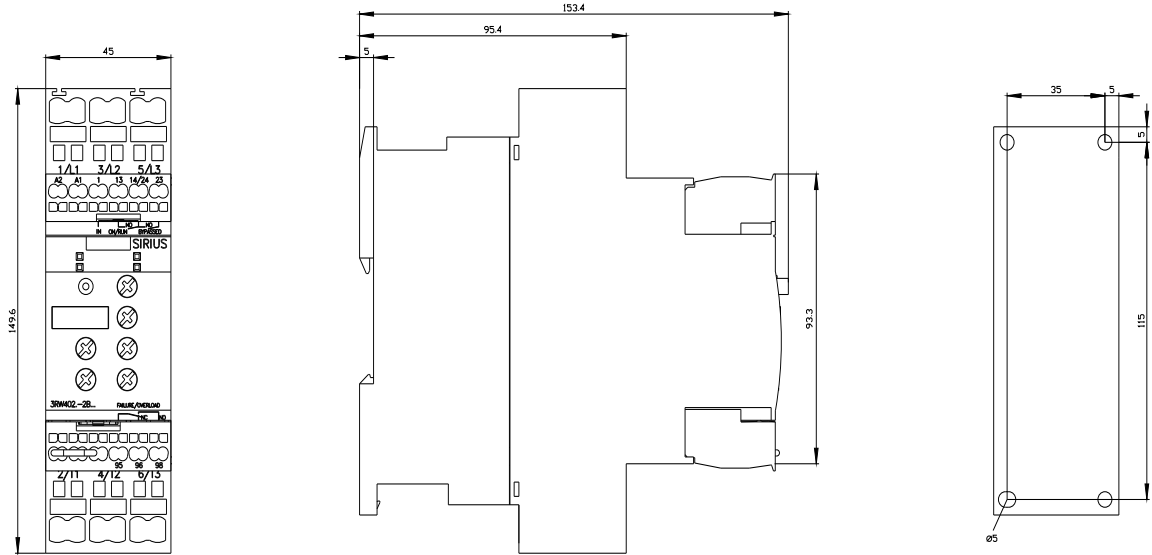 153.4
95.4
45
5
35
5
5
149.6
1/L1 3/L2 5/L3
A2 A1 1 13 14/24 23
NO NO
IN ON/RUN BYPASSED
SIRIUS
93.3
115
3RW402.-2B... FAILURE/OVERLOAD
NC NO
95 96 98
2/T1 4/T2 6/T3
Ø5